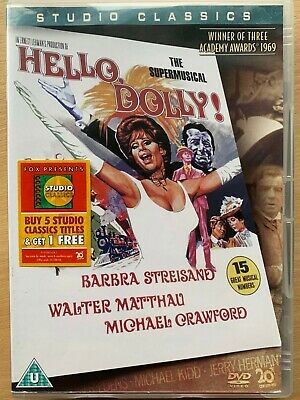 STUDIO CLASSICS
WINNER OF THREE
ACADEMY AWARDS® 1969
IN ERNEST LEHMAN'S PRODUCTION OF
HELLO, DOLLY!
THE
SUPERMUSICAL
FOX PRESENTS
STUDIO
CLASSICS
BUY 5 STUDIO
CLASSICS TITLES
& GET 1 FREE
BARBRA STREISAND
WALTER MATTHAU
MICHAEL CRAWFORD
15
GREAT MUSICAL
NUMBERS
MICHAEL KIDD
JERRY HERMAN
U
DVD
VIDEO
20